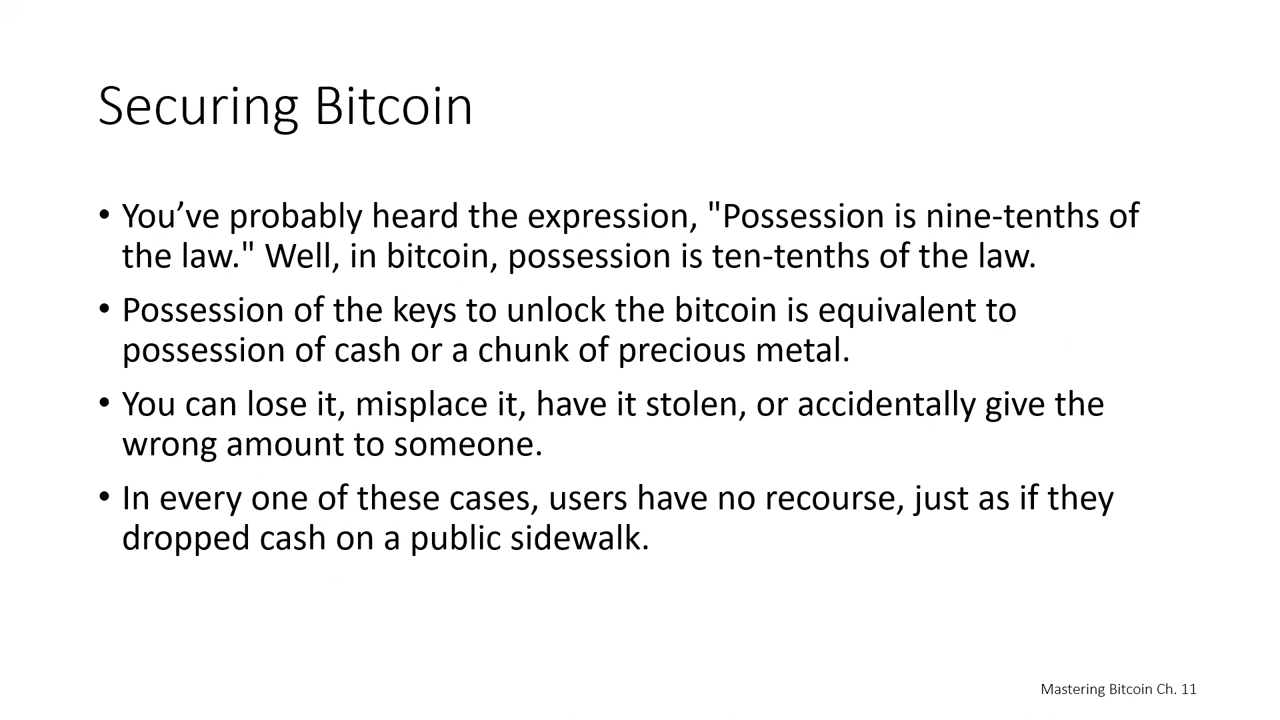 Securing Bitcoin
• You’ve probably heard the expression, "Possession is nine-tenths of
the law." Well, in bitcoin, possession is ten-tenths of the law.
• Possession of the keys to unlock the bitcoin is equivalent to
possession of cash or a chunk of precious metal.
• You can lose it, misplace it, have it stolen, or accidentally give the
wrong amount to someone.
• In every one of these cases, users have no recourse, just as if they
dropped cash on a public sidewalk.
Mastering Bitcoin Ch. 11